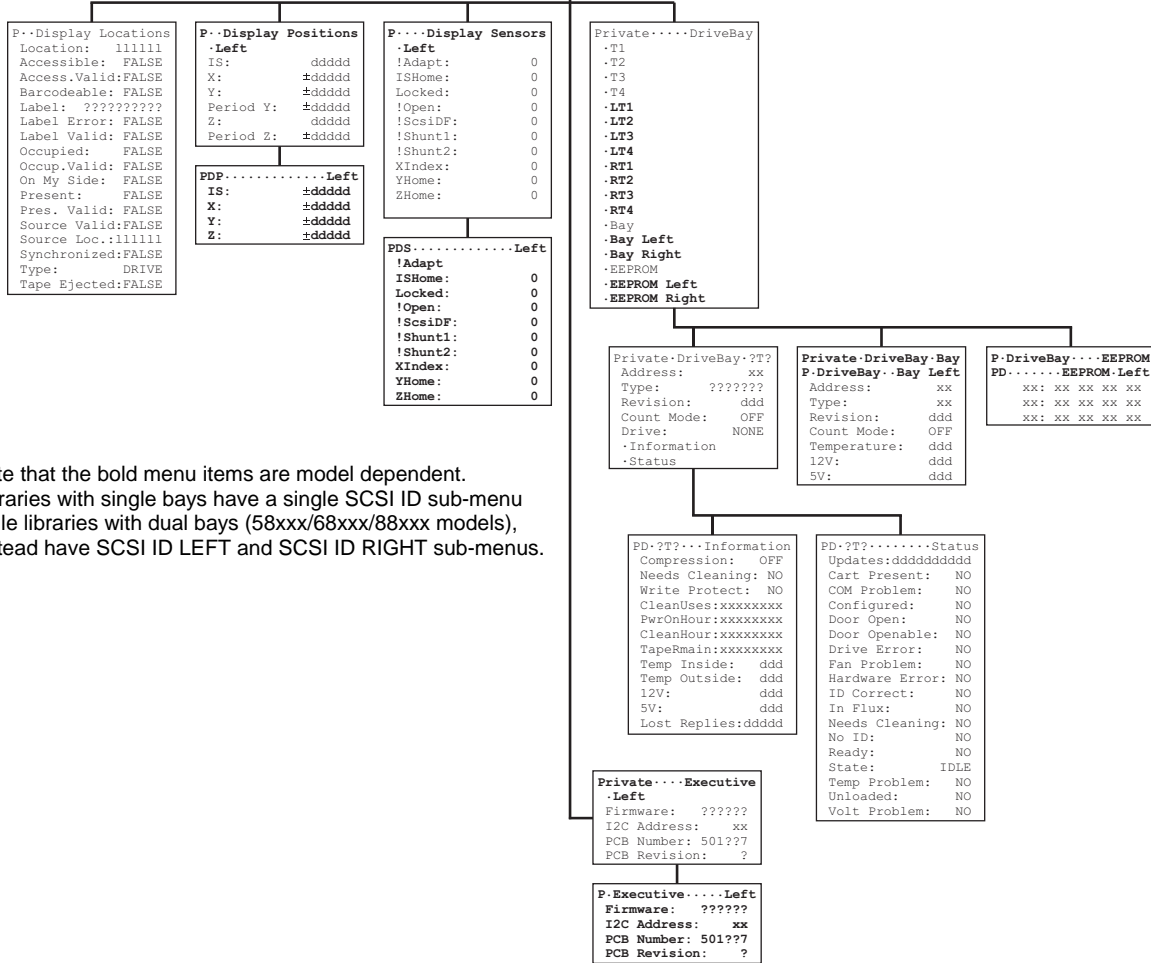 P··Display Locations
Location: llllll
Accessible: FALSE
Access.Valid:FALSE
Barcodeable: FALSE
Label: ??????????
Label Error: FALSE
Label Valid: FALSE
Occupied: FALSE
Occup.Valid: FALSE
On My Side: FALSE
Present: FALSE
Pres. Valid: FALSE
Source Valid:FALSE
Source Loc.:llllll
Synchronized:FALSE
Type: DRIVE
Tape Ejected:FALSE
P··Display Positions
·Left
IS: ddddd
X: ±ddddd
Y: ±ddddd
Period Y: ±ddddd
Z: ddddd
Period Z: ±ddddd
PDP·············Left
IS: ±ddddd
X: ±ddddd
Y: ±ddddd
Z: ±ddddd
P····Display Sensors
·Left
!Adapt: 0
ISHome: 0
Locked: 0
!Open: 0
!ScsiDF: 0
!Shunt1: 0
!Shunt2: 0
XIndex: 0
YHome: 0
ZHome: 0
PDS·············Left
!Adapt
ISHome: 0
Locked: 0
!Open: 0
!ScsiDF: 0
!Shunt1: 0
!Shunt2: 0
XIndex: 0
YHome: 0
ZHome: 0
Private·····DriveBay
·T1
·T2
·T3
·T4
·LT1
·LT2
·LT3
·LT4
·RT1
·RT2
·RT3
·RT4
·Bay
·Bay Left
·Bay Right
·EEPROM
·EEPROM Left
·EEPROM Right
Private·DriveBay·?T?
Address: xx
Type: ???????
Revision: ddd
Count Mode: OFF
Drive: NONE
·Information
·Status
Private·DriveBay·Bay
P·DriveBay··Bay Left
Address: xx
Type: xx
Revision: ddd
Count Mode: OFF
Temperature: ddd
12V: ddd
5V: ddd
P·DriveBay····EEPROM
PD·······EEPROM·Left
xx: xx xx xx xx
xx: xx xx xx xx
xx: xx xx xx xx
te that the bold menu items are model dependent.
raries with single bays have a single SCSI ID sub-menu
le libraries with dual bays (58xxx/68xxx/88xxx models),
tead have SCSI ID LEFT and SCSI ID RIGHT sub-menus.
PD·?T?···Information
Compression: OFF
Needs Cleaning: NO
Write Protect: NO
CleanUses:xxxxxxxx
PwrOnHour:xxxxxxxx
CleanHour:xxxxxxxx
TapeRmain:xxxxxxxx
Temp Inside: ddd
Temp Outside: ddd
12V: ddd
5V: ddd
Lost Replies:ddddd
PD·?T?········Status
Updates:dddddddddd
Cart Present: NO
COM Problem: NO
Configured: NO
Door Open: NO
Door Openable: NO
Drive Error: NO
Fan Problem: NO
Hardware Error: NO
ID Correct: NO
In Flux: NO
Needs Cleaning: NO
No ID: NO
Ready: NO
State: IDLE
Temp Problem: NO
Unloaded: NO
Volt Problem: NO
Private····Executive
·Left
Firmware: ??????
I2C Address: xx
PCB Number: 501??7
PCB Revision: ?
P·Executive·····Left
Firmware: ??????
I2C Address: xx
PCB Number: 501??7
PCB Revision: ?